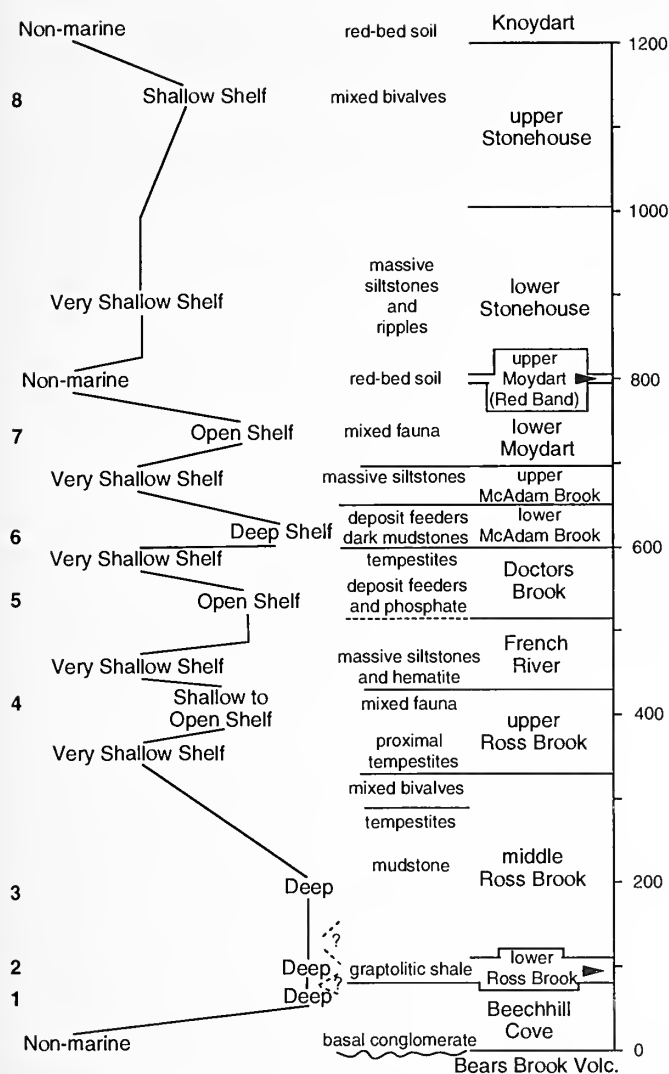 Non-marine
red-bed soil
Knoydart
1200
8
Shallow Shelf
mixed bivalves
upper
Stonehouse
1000
massive
siltstones
and
ripples
Very Shallow Shelf
lower
Stonehouse
Non-marine
red-bed soil
upper
Moydart
(Red Band)
800
7
Open Shelf
mixed fauna
lower
Moydart
Very Shallow Shelf
massive siltstones
upper
McAdam Brook
6
Deep Shelf
deposit feeders
dark mudstones
lower
McAdam Brook
600
Very Shallow Shelf
tempestites
Doctors
Brook
5
Open Shelf
deposit feeders
and phosphate
Very Shallow Shelf
massive siltstones
and hematite
French
River
4
Shallow to
Open Shelf
mixed fauna
upper
Ross Brook
400
Very Shallow Shelf
proximal
tempestites
mixed bivalves
tempestites
3
Deep
mudstone
middle
Ross Brook
200
?
2
Deep
graptolitic shale
lower
Ross Brook
?
1
Deep
Beechhill
Cove
Non-marine
basal conglomerate
0
Bears Brook Volc.